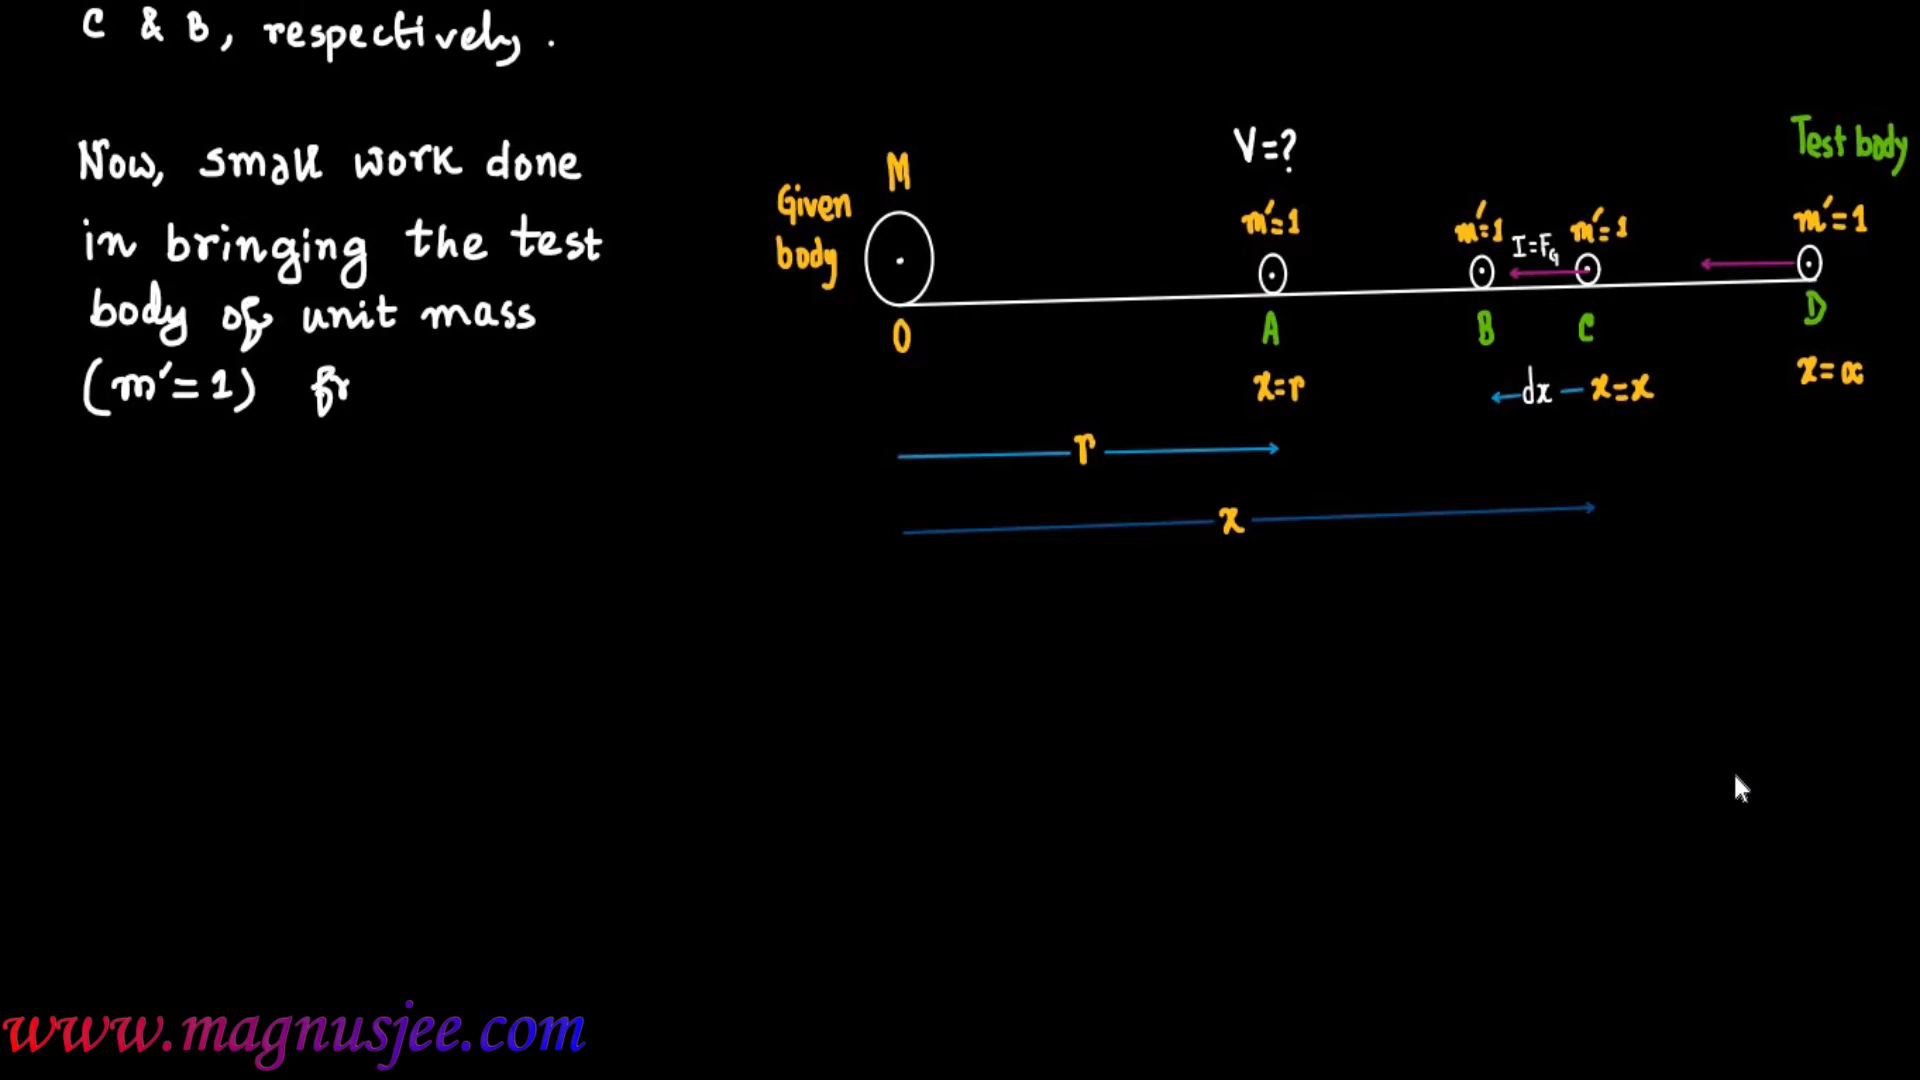 C & B, respectively.
Now, small work done
in bringing the test
body of unit mass
(m'=1) fr
Given
body
M
O
V=?
m'=1
A
x=r
m'=1
B
I=F_G
m'=1
C
dx
x=x
Test body
m'=1
D
x=∝
r
x
www.magnusjee.com